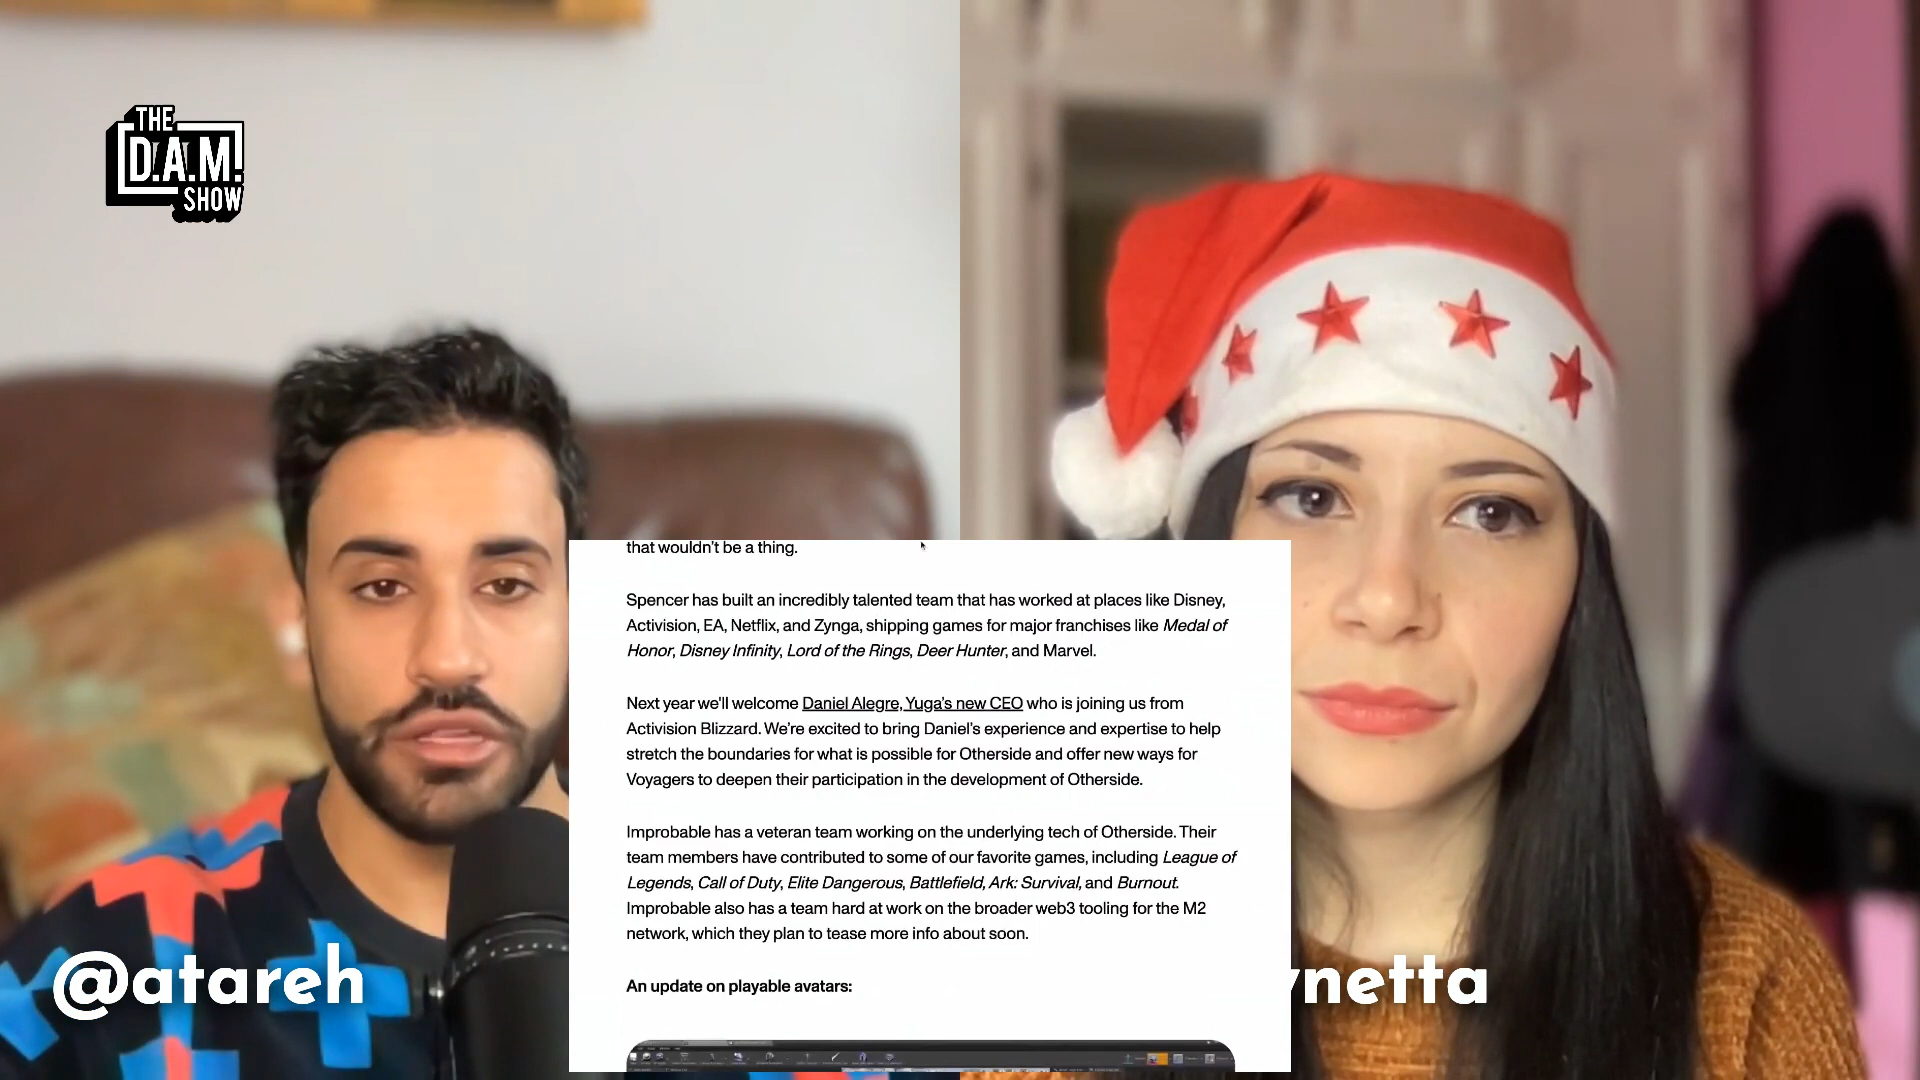 THE
D.A.M!
SHOW
that wouldn't be a thing.
Spencer has built an incredibly talented team that has worked at places like Disney,
Activision, EA, Netflix, and Zynga, shipping games for major franchises like Medal of
Honor, Disney Infinity, Lord of the Rings, Deer Hunter, and Marvel.
Next year we'll welcome Daniel Alegre, Yuga's new CEO who is joining us from
Activision Blizzard. We're excited to bring Daniel's experience and expertise to help
stretch the boundaries for what is possible for Otherside and offer new ways for
Voyagers to deepen their participation in the development of Otherside.
Improbable has a veteran team working on the underlying tech of Otherside. Their
team members have contributed to some of our favorite games, including League of
Legends, Call of Duty, Elite Dangerous, Battlefield, Ark: Survival, and Burnout.
Improbable also has a team hard at work on the broader web3 tooling for the M2
network, which they plan to tease more info about soon.
An update on playable avatars:
@atareh
netta